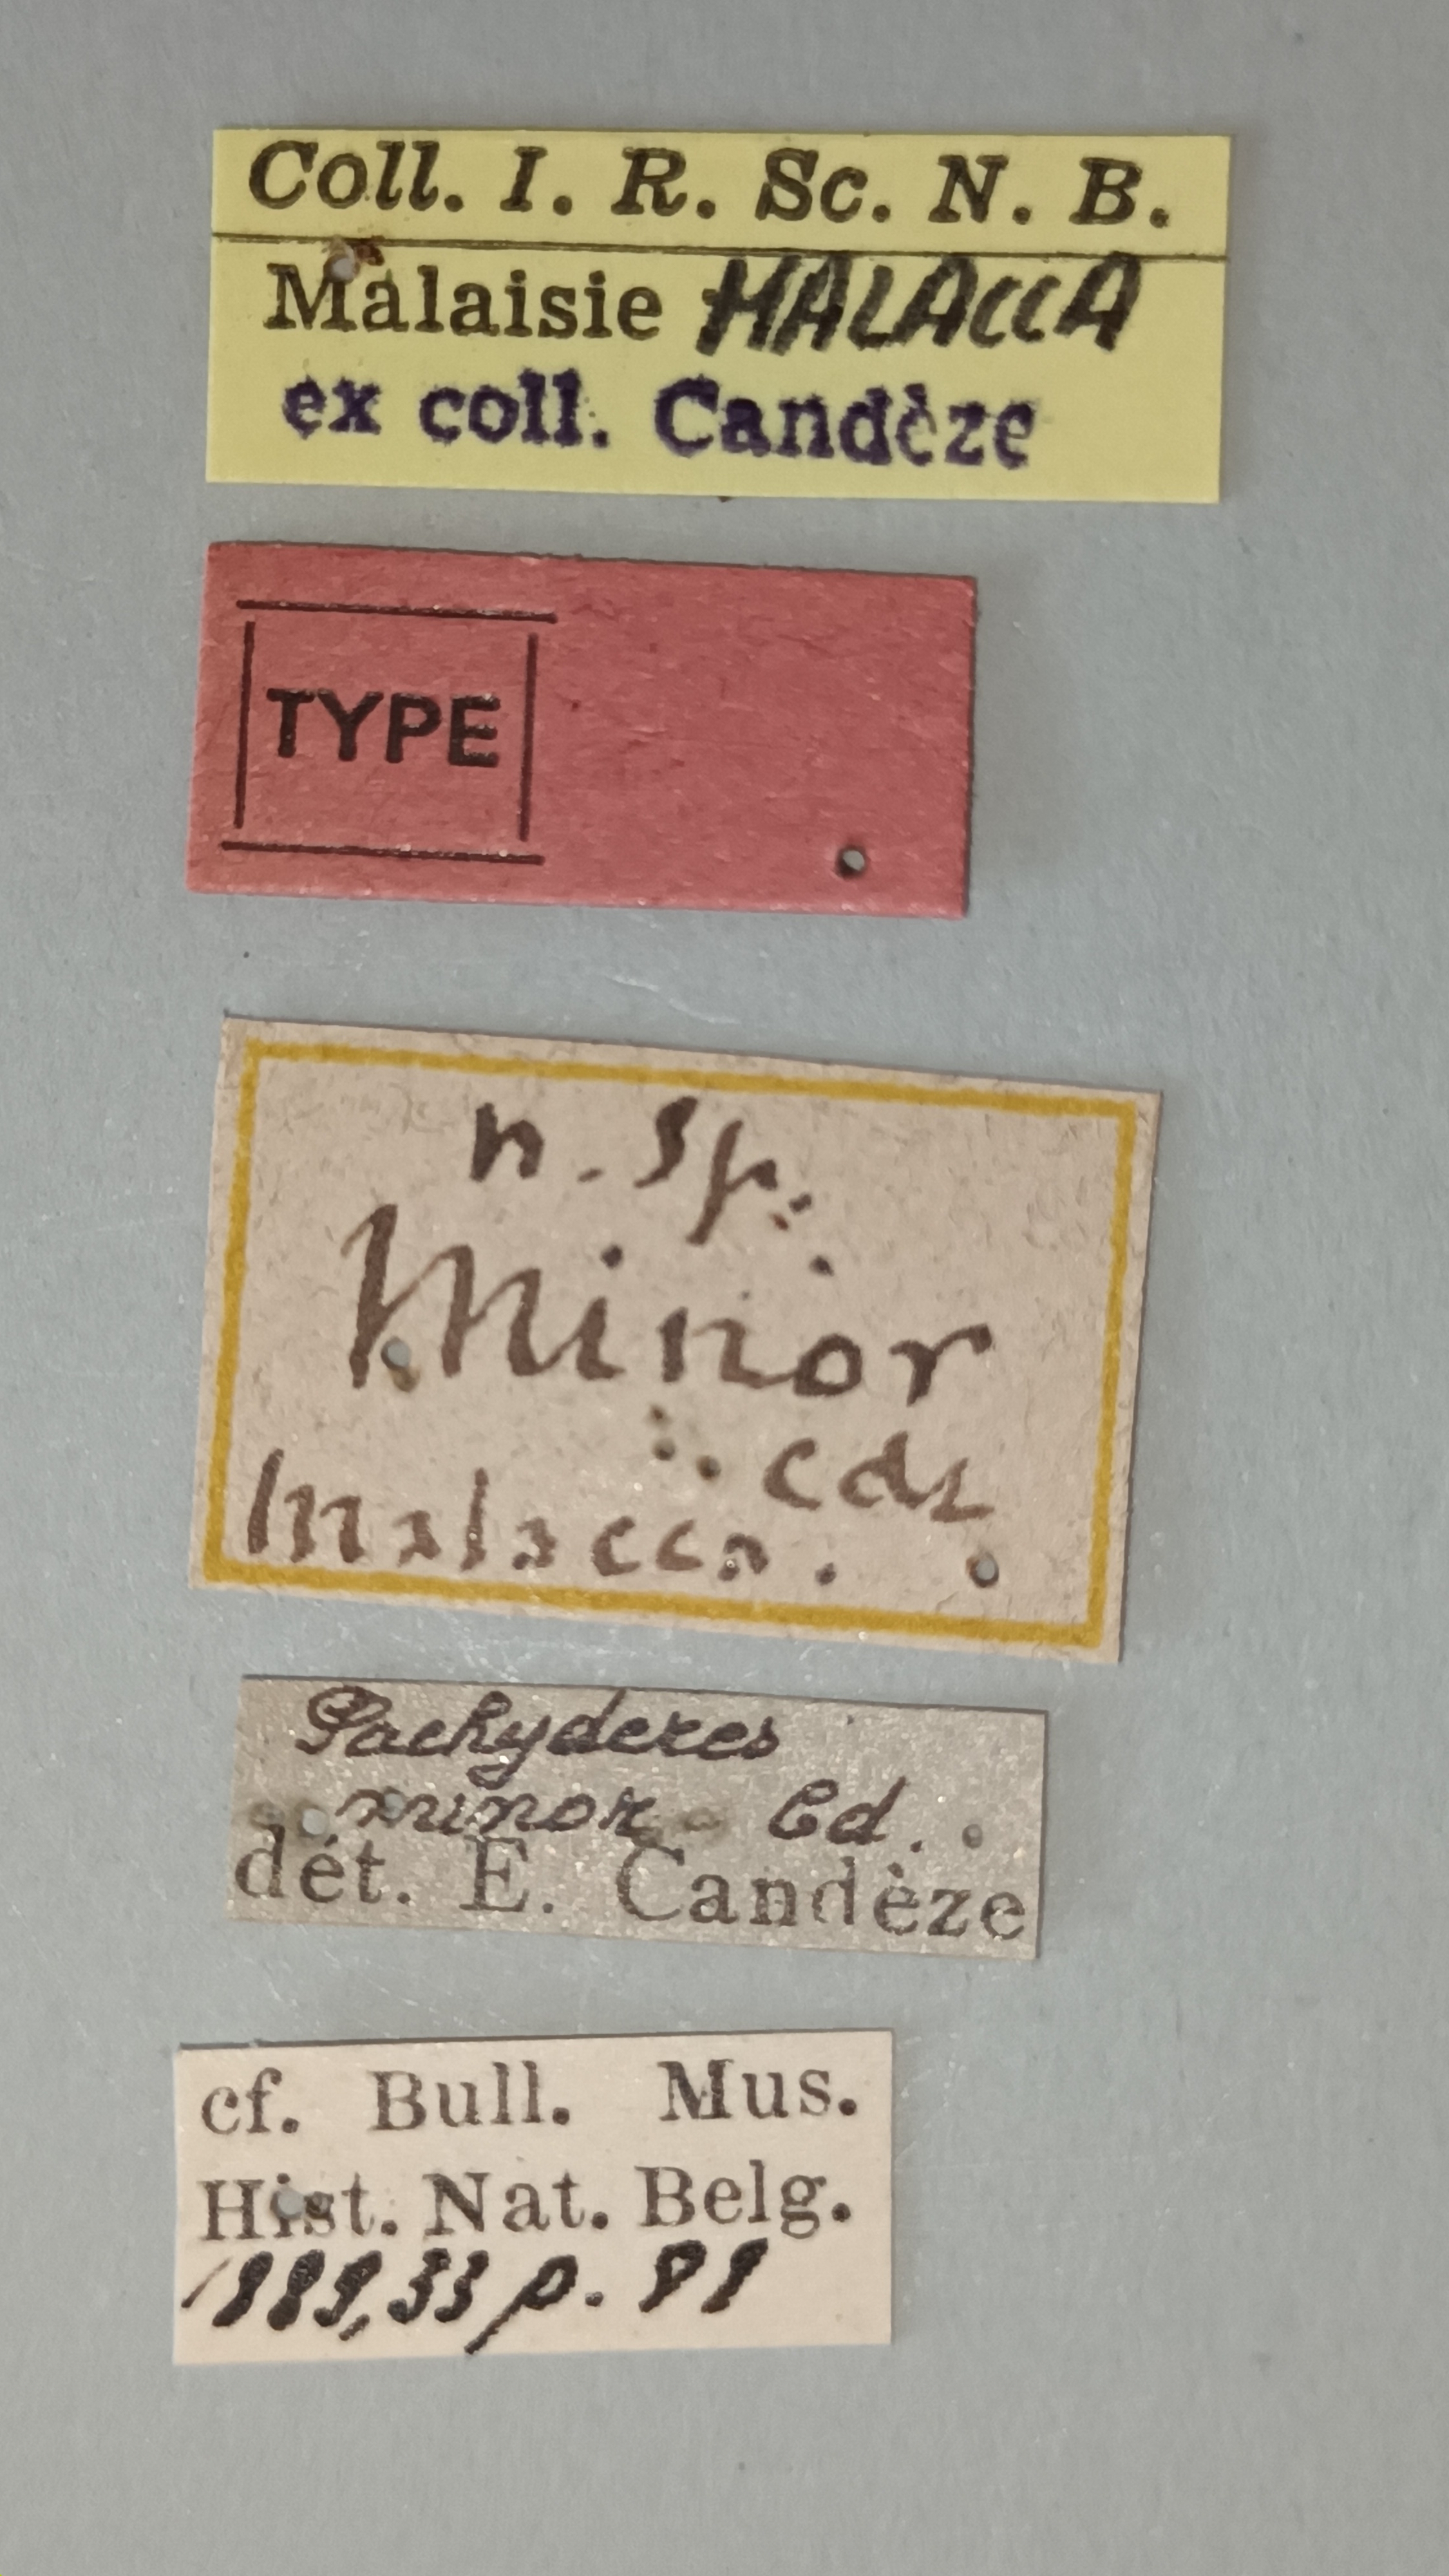 Coll. I. R. Sc. N. B.
Malaisie MALACCA
ex coll. Candèze
TYPE
n. sp.
Minor
Cdz
Malacca.
Pachyderes
minor Cd.
dét. E. Candèze
cf. Bull. Mus.
Hist. Nat. Belg.
1889, 33 p.